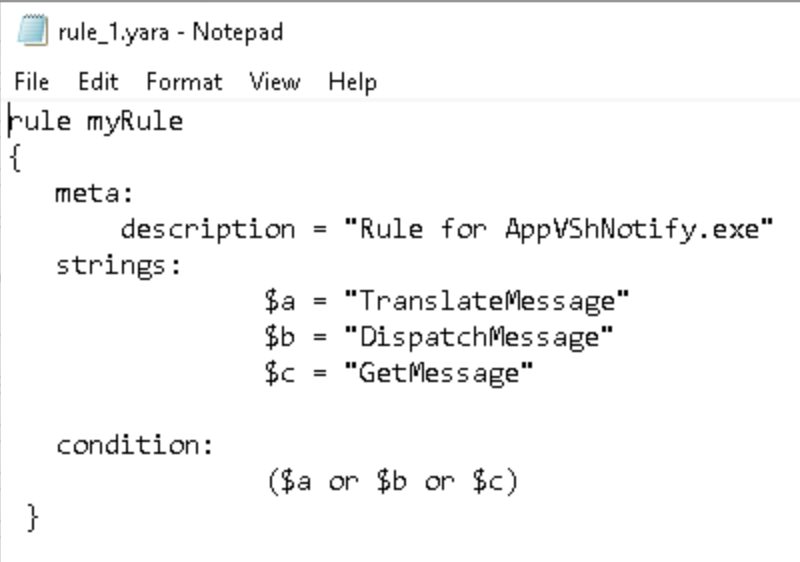 rule_1.yara - Notepad
File Edit Format View Help
rule myRule
{
meta:
description = "Rule for AppVShNotify.exe"
strings:
$a = "TranslateMessage"
$b = "DispatchMessage"
$c = "GetMessage"
condition:
($a or $b or $c)
}